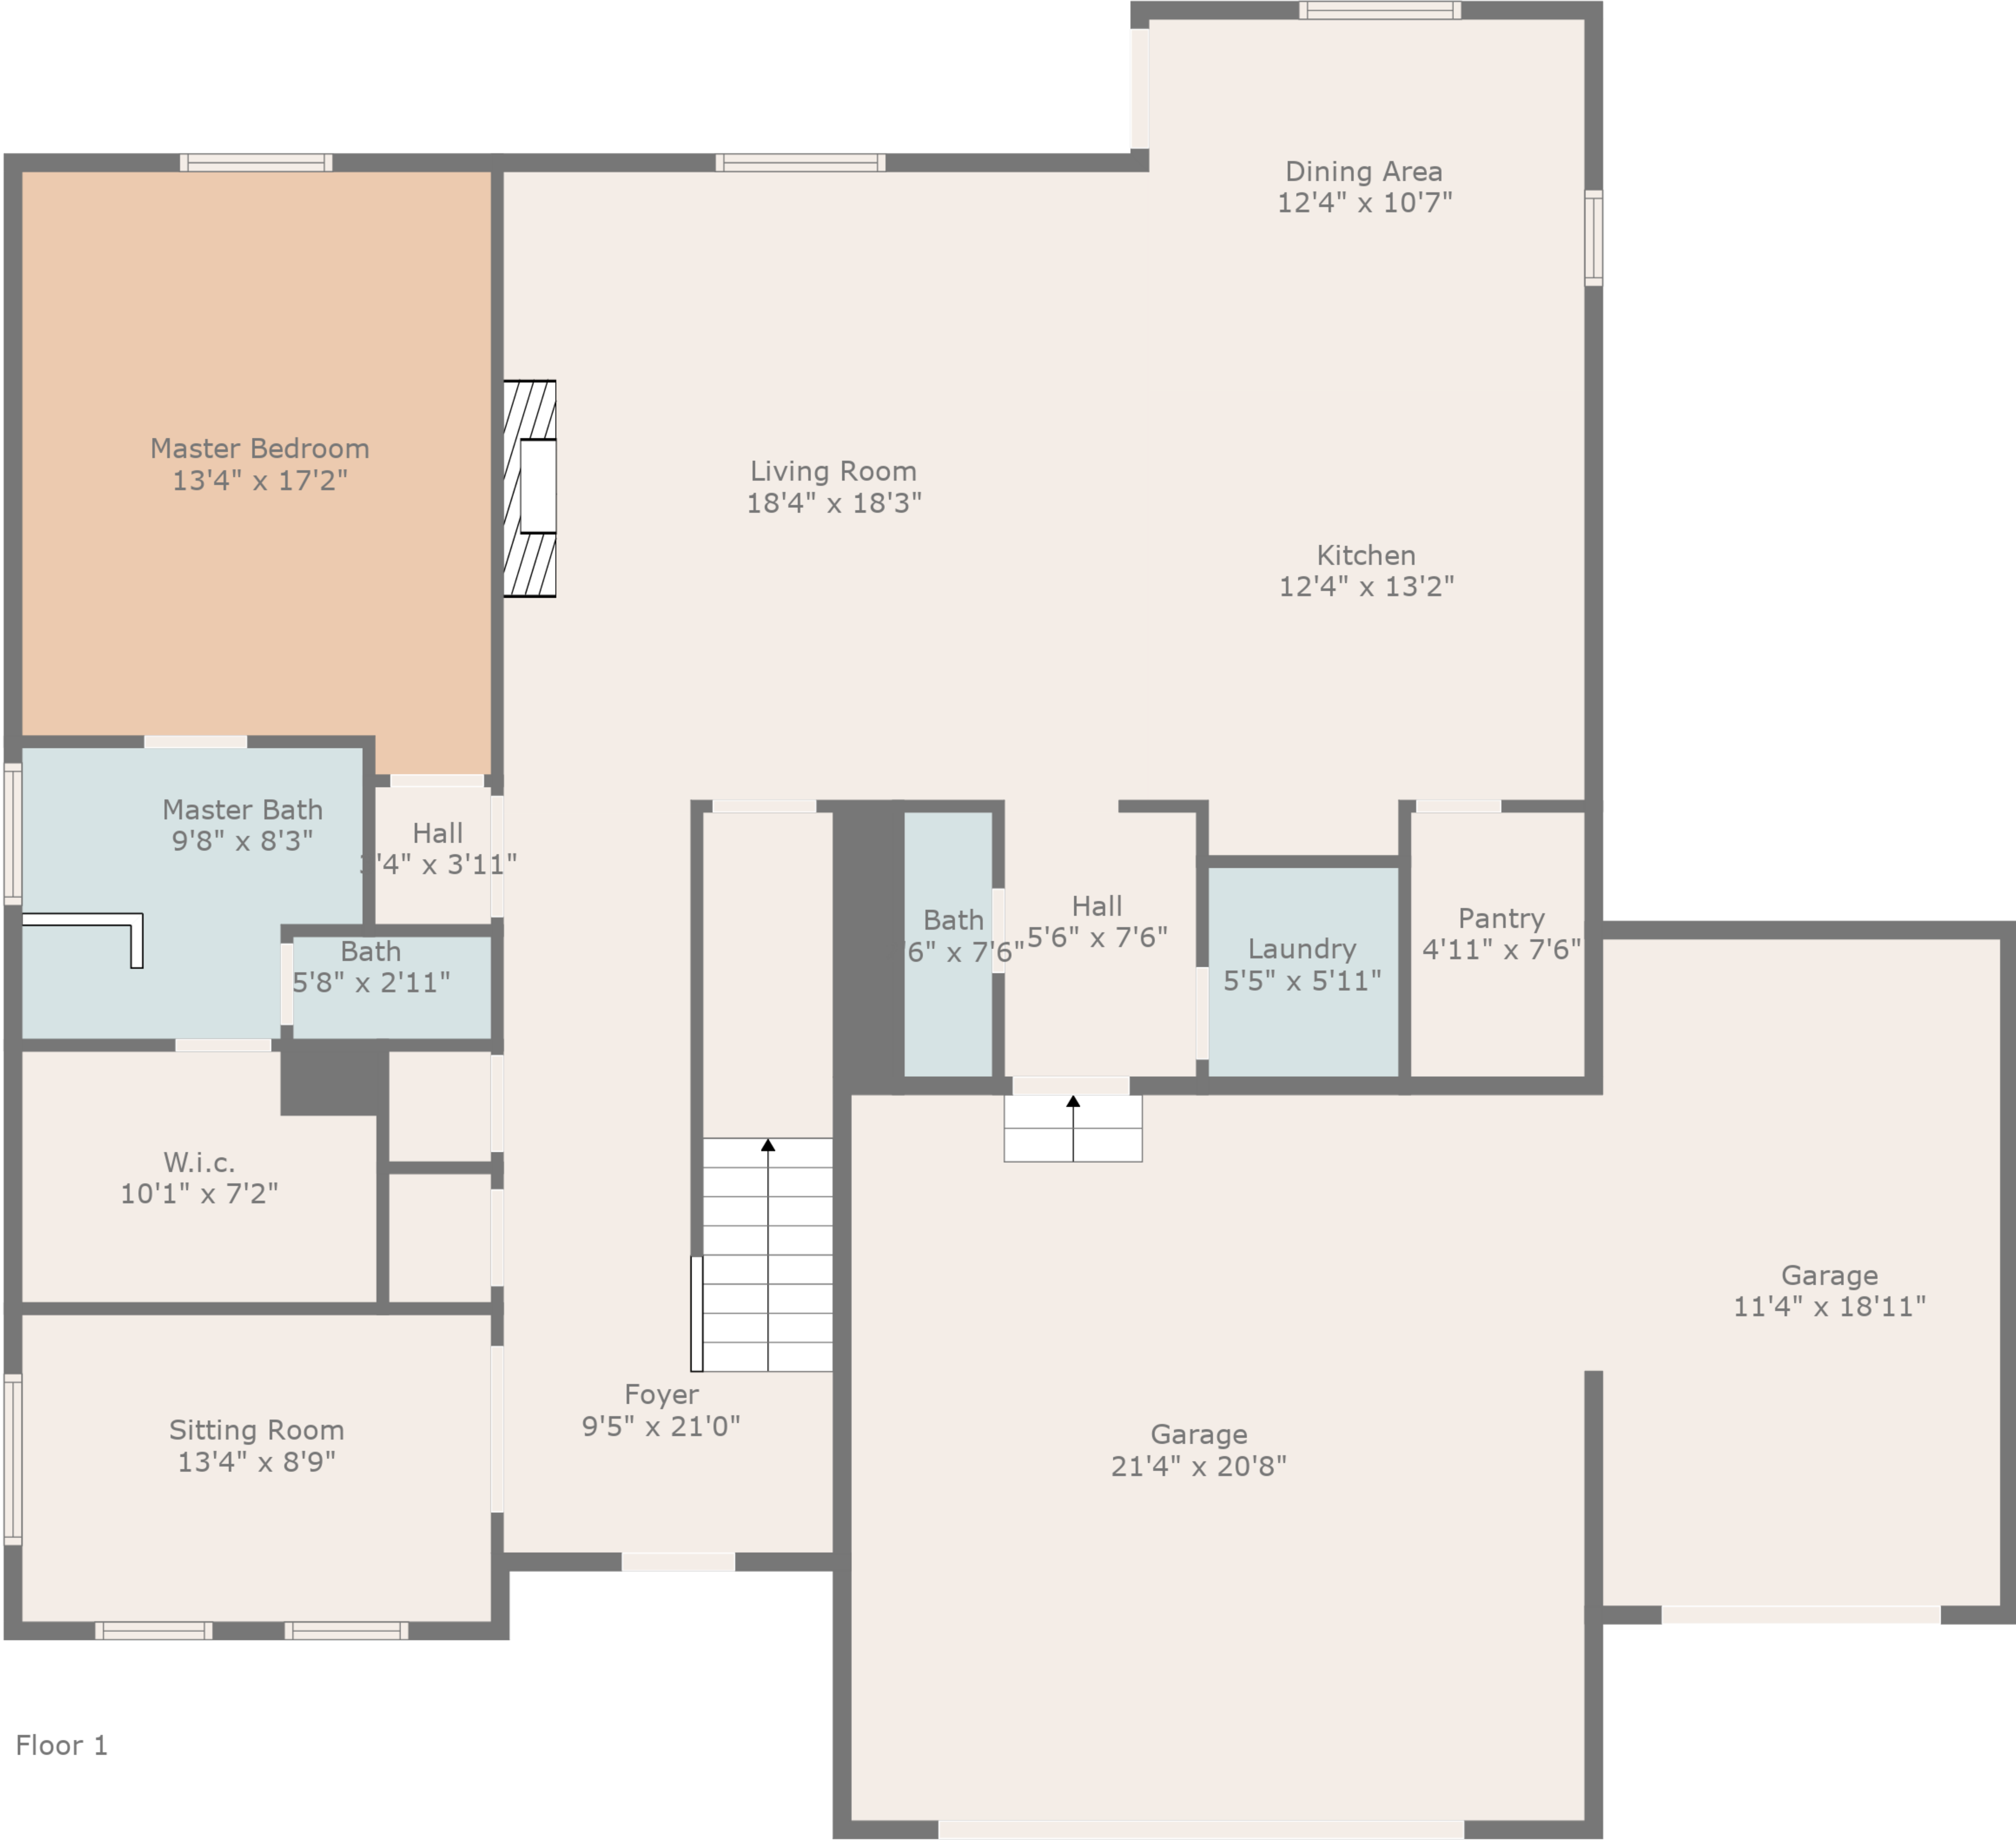 Dining Area
12'4" x 10'7"
Master Bedroom
13'4" x 17'2"
Living Room
18'4" x 18'3"
Kitchen
12'4" x 13'2"
Master Bath
9'8" x 8'3"
Hall
'4" x 3'11"
Bath
5'8" x 2'11"
Bath
'6" x 7'6"
Hall
5'6" x 7'6"
Laundry
5'5" x 5'11"
Pantry
4'11" x 7'6"
W.i.c.
10'1" x 7'2"
Garage
11'4" x 18'11"
Foyer
9'5" x 21'0"
Sitting Room
13'4" x 8'9"
Garage
21'4" x 20'8"
Floor 1